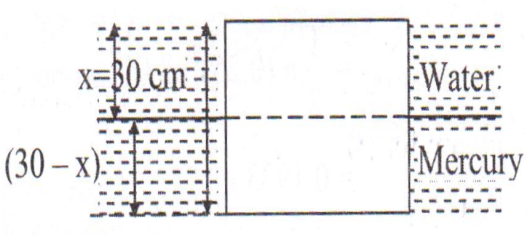 x=30 cm
Water
(30 – x)
Mercury